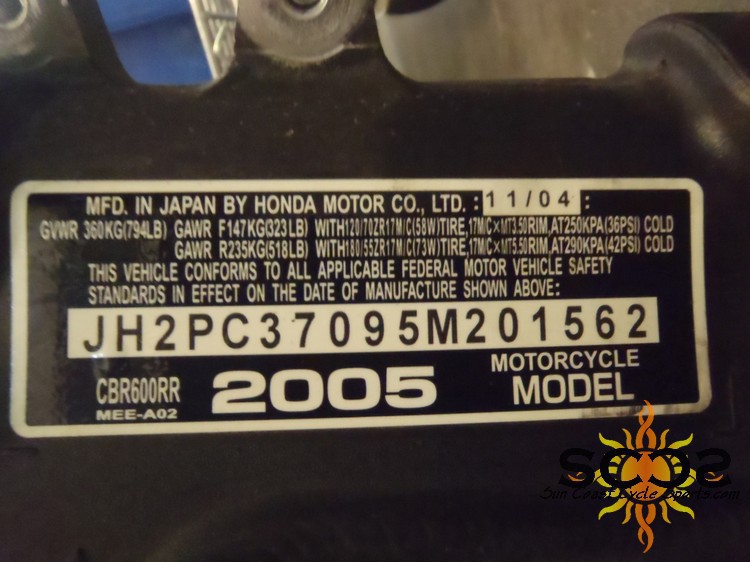 MFD. IN JAPAN BY HONDA MOTOR CO., LTD. : 11/04 :
GVWR 360KG(794LB) GAWR F147KG(323LB) WITH120/70ZR17M/C(58W)TIRE,17M/C×MT3.50RIM,AT250KPA(36PSI) COLD
GAWR R235KG(518LB) WITH180/55ZR17M/C(73W)TIRE,17M/C×MT5.50RIM,AT290KPA(42PSI) COLD
THIS VEHICLE CONFORMS TO ALL APPLICABLE FEDERAL MOTOR VEHICLE SAFETY
STANDARDS IN EFFECT ON THE DATE OF MANUFACTURE SHOWN ABOVE:
JH2PC37095M201562
CBR600RR 2005 MOTORCYCLE MODEL
MEE-A02
SCCS
Sun Coast Cycle Sports.com